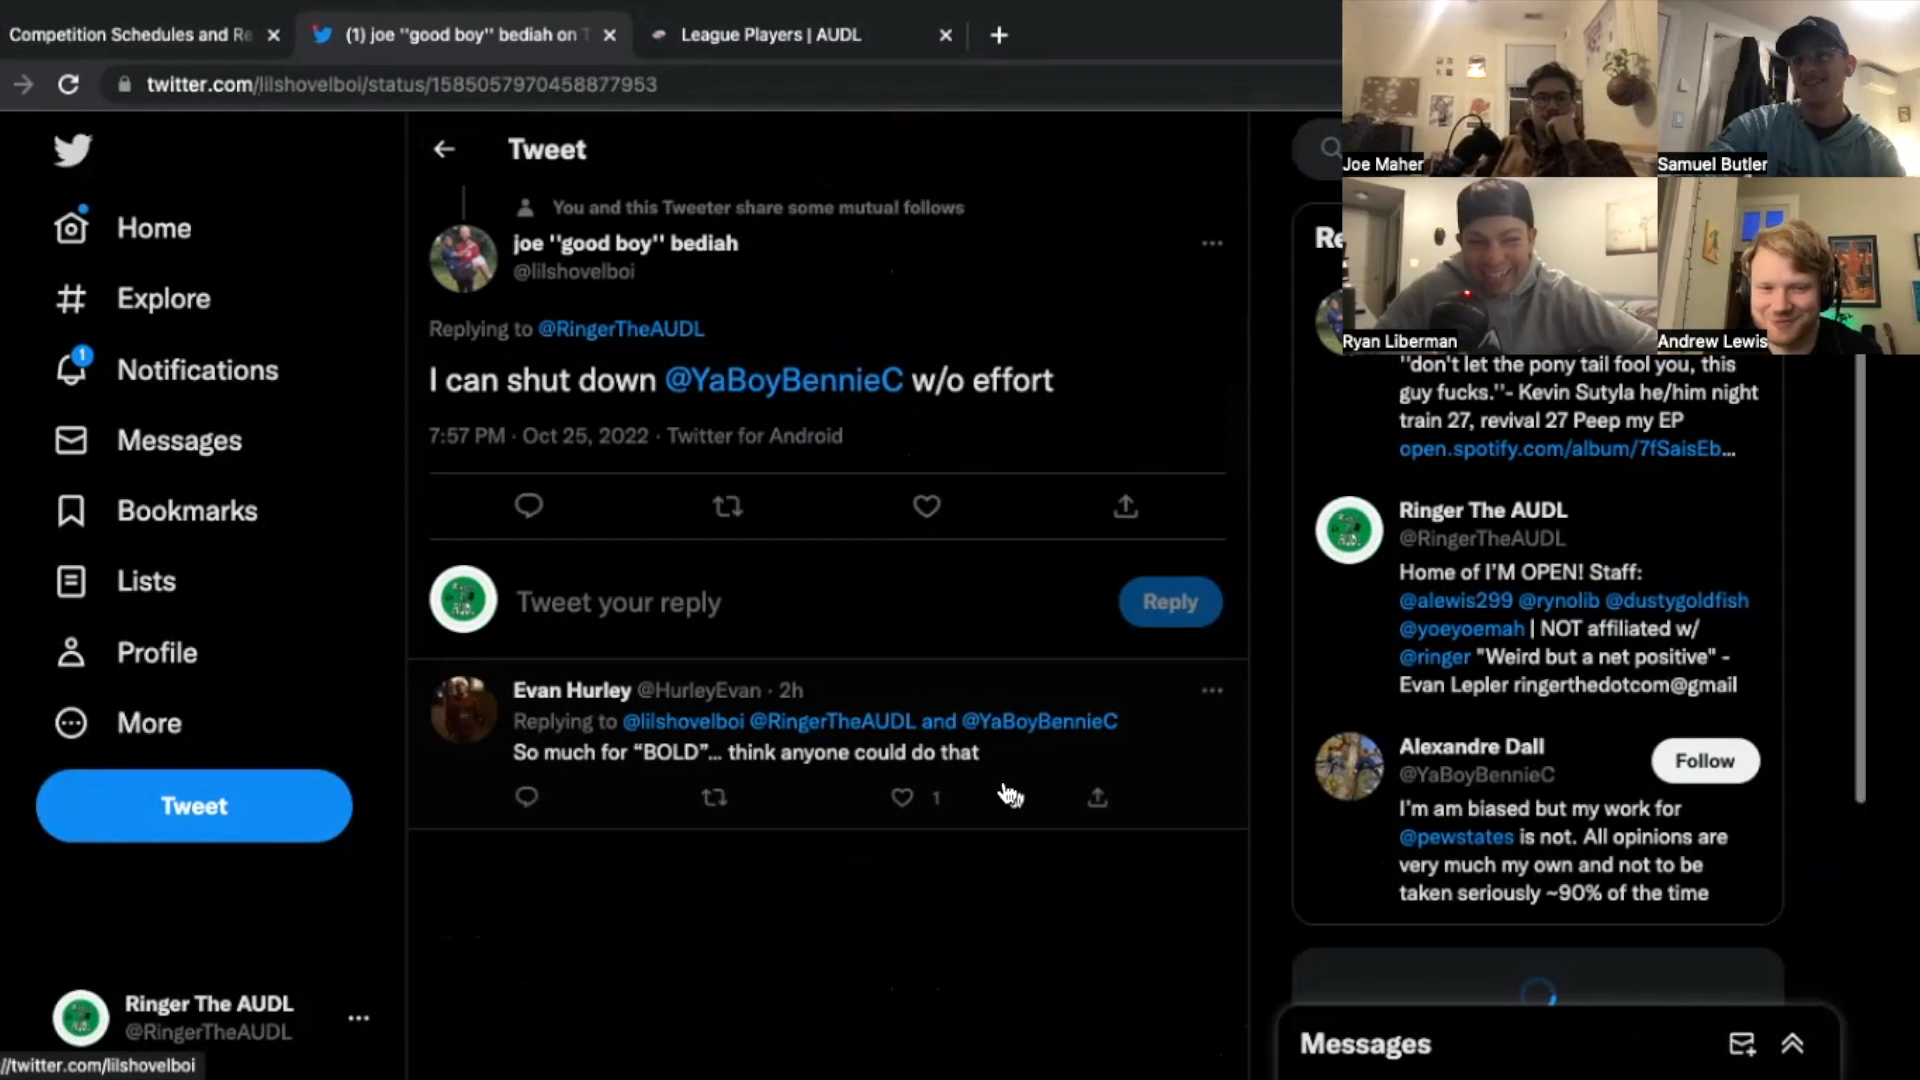 Competition Schedules and Re
(1) joe "good boy" bediah on T
League Players | AUDL
twitter.com/lilshovelboi/status/1585057970458877953
Home
Explore
1
Notifications
Messages
Bookmarks
Lists
Profile
More
Tweet
Ringer The AUDL
@RingerTheAUDL
//twitter.com/lilshovelboi
Tweet
You and this Tweeter share some mutual follows
joe ''good boy'' bediah
@lilshovelboi
Replying to @RingerTheAUDL
I can shut down @YaBoyBennieC w/o effort
7:57 PM · Oct 25, 2022 · Twitter for Android
Tweet your reply
Reply
Evan Hurley @HurleyEvan · 2h
Replying to @lilshovelboi @RingerTheAUDL and @YaBoyBennieC
So much for “BOLD”... think anyone could do that
1
Joe Maher
Samuel Butler
Ryan Liberman
Andrew Lewis
Re
''don't let the pony tail fool you, this
guy fucks.''- Kevin Sutyla he/him night
train 27, revival 27 Peep my EP
open.spotify.com/album/7fSaisEb...
Ringer The AUDL
@RingerTheAUDL
Home of I'M OPEN! Staff:
@alewis299 @rynolib @dustygoldfish
@yoeyoemah | NOT affiliated w/
@ringer "Weird but a net positive" -
Evan Lepler ringerthedotcom@gmail
Alexandre Dall
@YaBoyBennieC
Follow
I'm am biased but my work for
@pewstates is not. All opinions are
very much my own and not to be
taken seriously ~90% of the time
Messages